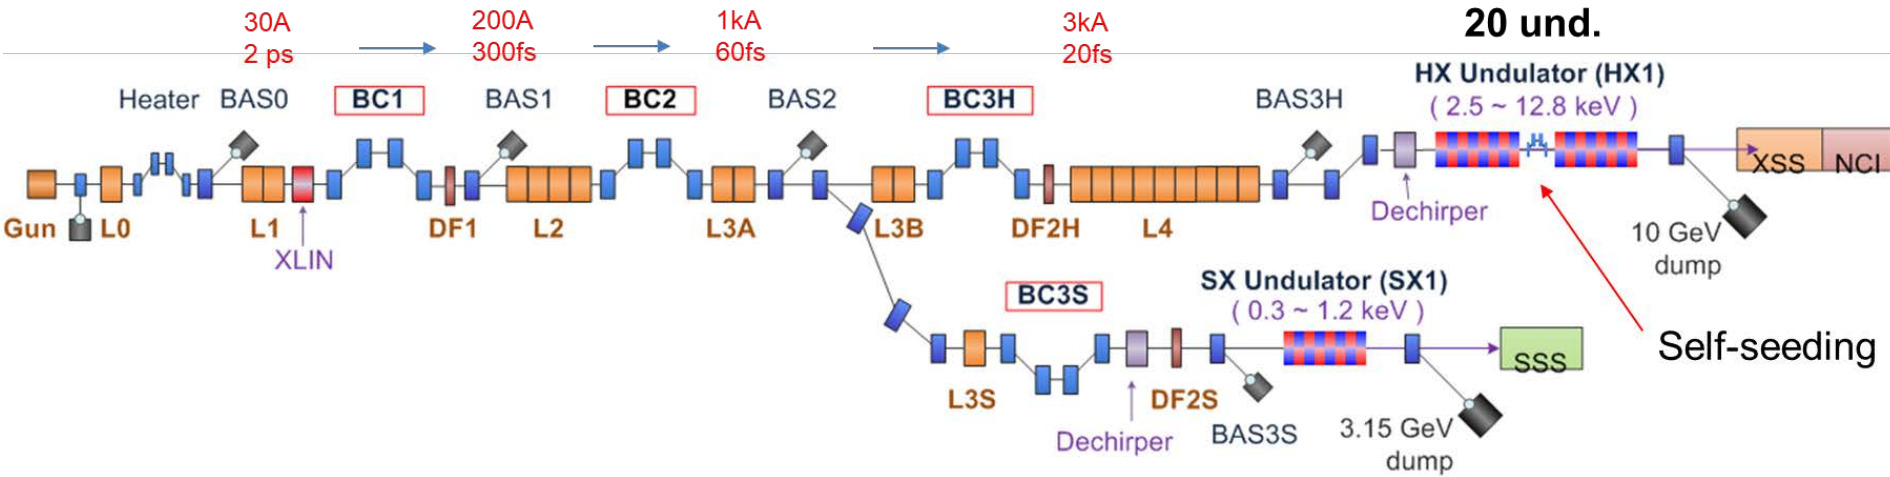 30A
2 ps
200A
300fs
1kA
60fs
3kA
20fs
20 und.
HX Undulator (HX1)
( 2.5 ~ 12.8 keV )
Heater
BAS0
BC1
BAS1
BC2
BAS2
BC3H
BAS3H
XSS
NCI
Dechirper
Gun
L0
L1
DF1
L2
L3A
L3B
DF2H
L4
XLIN
10 GeV
dump
SX Undulator (SX1)
( 0.3 ~ 1.2 keV )
BC3S
Self-seeding
SSS
L3S
DF2S
Dechirper
BAS3S
3.15 GeV
dump